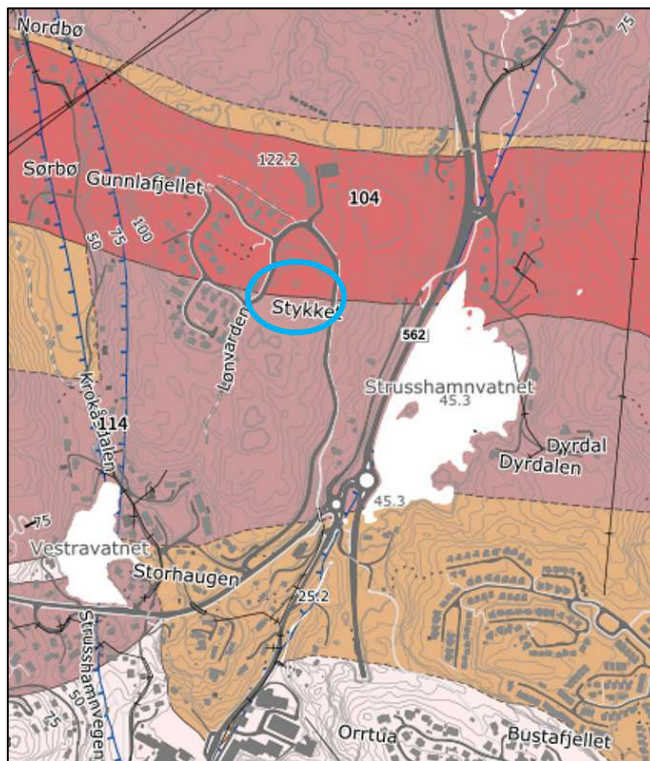 Nordbø
75
122.2
Sørbø
Gunnlafjellet
104
100
75
50
Stykket
562
Lønvarden
Strusshamnvatnet
45.3
Krokåsdalen
114
Dyrdal
Dyrdalen
45.3
75
Vestravatnet
Storhaugen
25.2
Strusshamnvegen
75
50
Orrtua
Bustafjellet